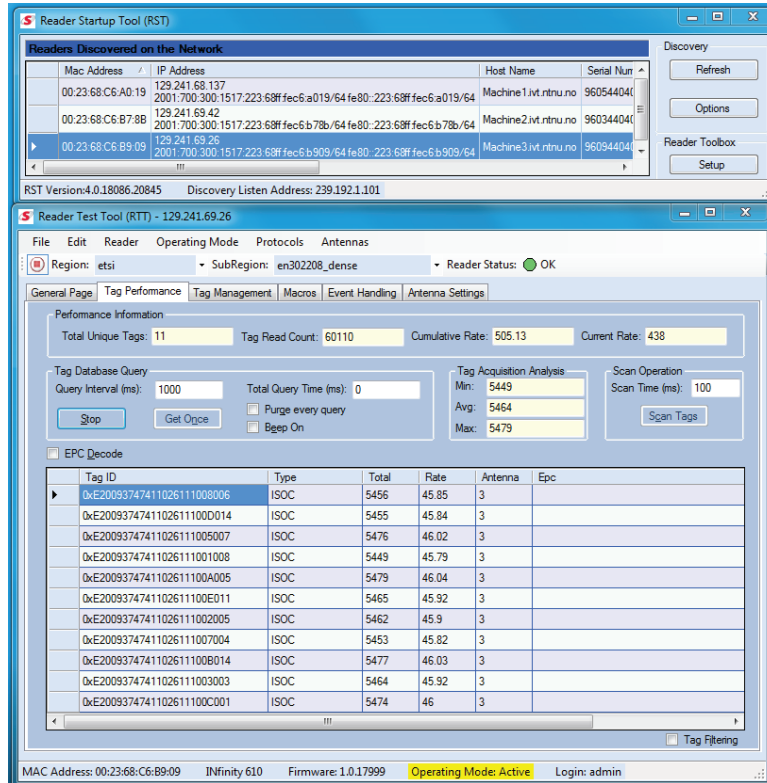 Reader Startup Tool (RST)
Readers Discovered on the Network
Mac Address IP Address Host Name Serial Num
00:23:68:C6:A0:19 129.241.68.137 2001:700:300:1517:223:68ff:fec6:a019/64 fe80::223:68ff:fec6:a019/64 Machine1.ivt.ntnu.no 96054404
00:23:68:C6:B7:8B 129.241.69.42 2001:700:300:1517:223:68ff:fec6:b78b/64 fe80::223:68ff:fec6:b78b/64 Machine2.ivt.ntnu.no 96034404
00:23:68:C6:B9:09 129.241.69.26 2001:700:300:1517:223:68ff:fec6:b909/64 fe80::223:68ff:fec6:b909/64 Machine3.ivt.ntnu.no 96094404
Discovery
Refresh
Options
Reader Toolbox
Setup
RST Version:4.0.18086.20845 Discovery Listen Address: 239.192.1.101
Reader Test Tool (RTT) - 129.241.69.26
File Edit Reader Operating Mode Protocols Antennas
Region: etsi SubRegion: en302208_dense Reader Status: OK
General Page Tag Performance Tag Management Macros Event Handling Antenna Settings
Performance Information
Total Unique Tags: 11 Tag Read Count: 60110 Cumulative Rate: 505.13 Current Rate: 438
Tag Database Query
Query Interval (ms): 1000 Total Query Time (ms): 0
Stop Get Once
Purge every query
Beep On
Tag Acquisition Analysis
Min: 5449
Avg: 5464
Max: 5479
Scan Operation
Scan Time (ms): 100
Scan Tags
EPC Decode
Tag ID Type Total Rate Antenna Epc
0xE20093747411026111008006 ISOC 5456 45.85 3
0xE2009374741102611100D014 ISOC 5455 45.84 3
0xE20093747411026111005007 ISOC 5476 46.02 3
0xE20093747411026111001008 ISOC 5449 45.79 3
0xE200937474110261100A005 ISOC 5479 46.04 3
0xE200937474110261100E011 ISOC 5465 45.92 3
0xE2009374741102611002005 ISOC 5462 45.9 3
0xE2009374741102611007004 ISOC 5453 45.82 3
0xE200937474110261100B014 ISOC 5477 46.03 3
0xE2009374741102611003003 ISOC 5464 45.92 3
0xE200937474110261100C001 ISOC 5474 46 3
Tag Filtering
MAC Address: 00:23:68:C6:B9:09 INfinity 610 Firmware: 1.0.17999 Operating Mode: Active Login: admin